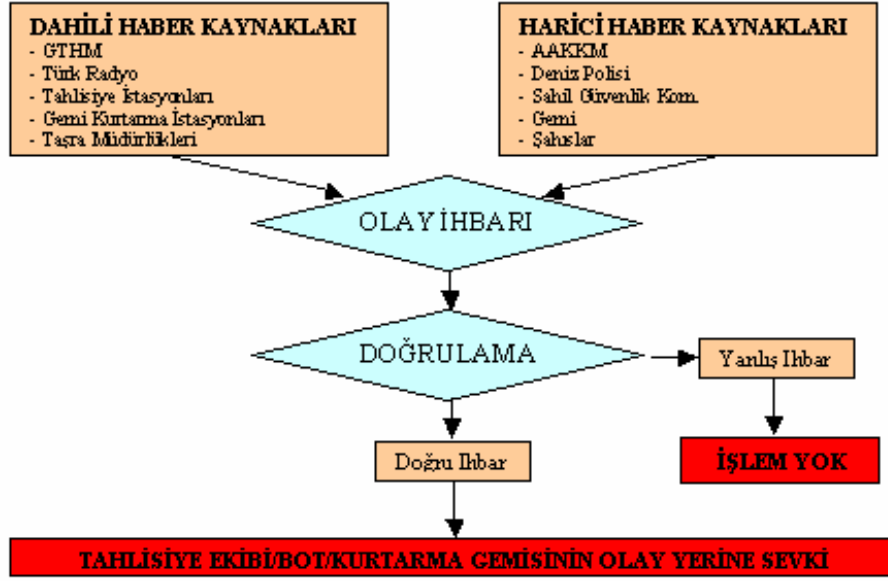 DAHİLİ HABER KAYNAKLARI
- GTHM
- Türk Radyo
- Tahlisiye İstasyonları
- Gemi Kurtarma İstasyonları
- Taşra Müdürlükleri
HARİCİ HABER KAYNAKLARI
- AAKKM
- Deniz Polisi
- Sahil Güvenlik Kom.
- Gemi
- Şahıslar
OLAY İHBARI
DOĞRULAMA
Yanlış Ihbar
Doğru Ihbar
İŞLEM YOK
TAHLİSİYE EKİBİ/BOT/KURTARMA GEMİSİNİN OLAY YERİNE SEVKİ